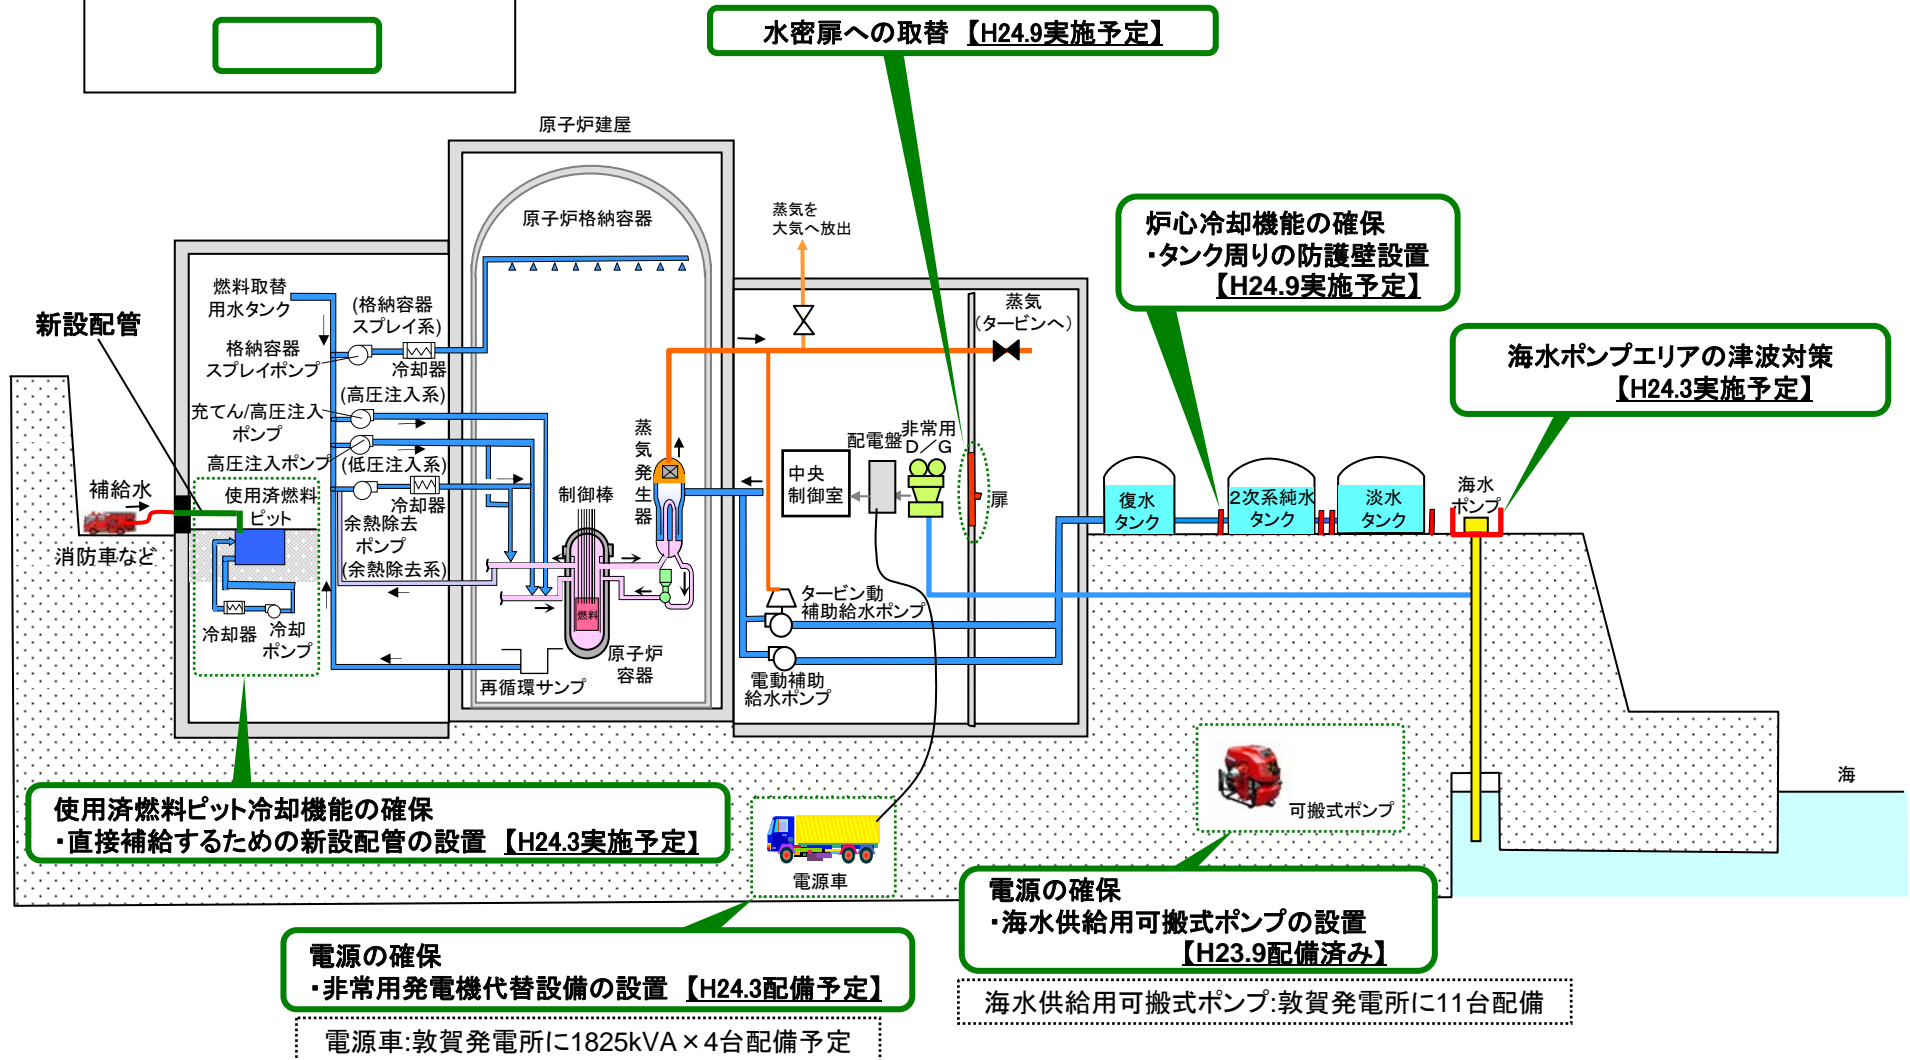 水密扉への取替 【H24.9実施予定】
原子炉建屋
原子炉格納容器
蒸気を
大気へ放出
炉心冷却機能の確保
・タンク周りの防護壁設置
【H24.9実施予定】
海水ポンプエリアの津波対策
【H24.3実施予定】
燃料取替
用水タンク
(格納容器
スプレイ系)
新設配管
格納容器
スプレイポンプ
冷却器
(高圧注入系)
充てん/高圧注入
ポンプ
高圧注入ポンプ
(低圧注入系)
冷却器
補給水
消防車など
使用済燃料
ピット
余熱除去
ポンプ
(余熱除去系)
冷却器
冷却
ポンプ
制御棒
蒸気発生器
燃料
原子炉
容器
再循環サンプ
蒸気
(タービンへ)
配電盤
非常用
D/G
中央
制御室
扉
タービン動
補助給水ポンプ
電動補助
給水ポンプ
復水
タンク
2次系純水
タンク
淡水
タンク
海水
ポンプ
海
可搬式ポンプ
電源車
使用済燃料ピット冷却機能の確保
・直接補給するための新設配管の設置 【H24.3実施予定】
電源の確保
・海水供給用可搬式ポンプの設置
【H23.9配備済み】
海水供給用可搬式ポンプ:敦賀発電所に11台配備
電源の確保
・非常用発電機代替設備の設置 【H24.3配備予定】
電源車:敦賀発電所に1825kVA×4台配備予定